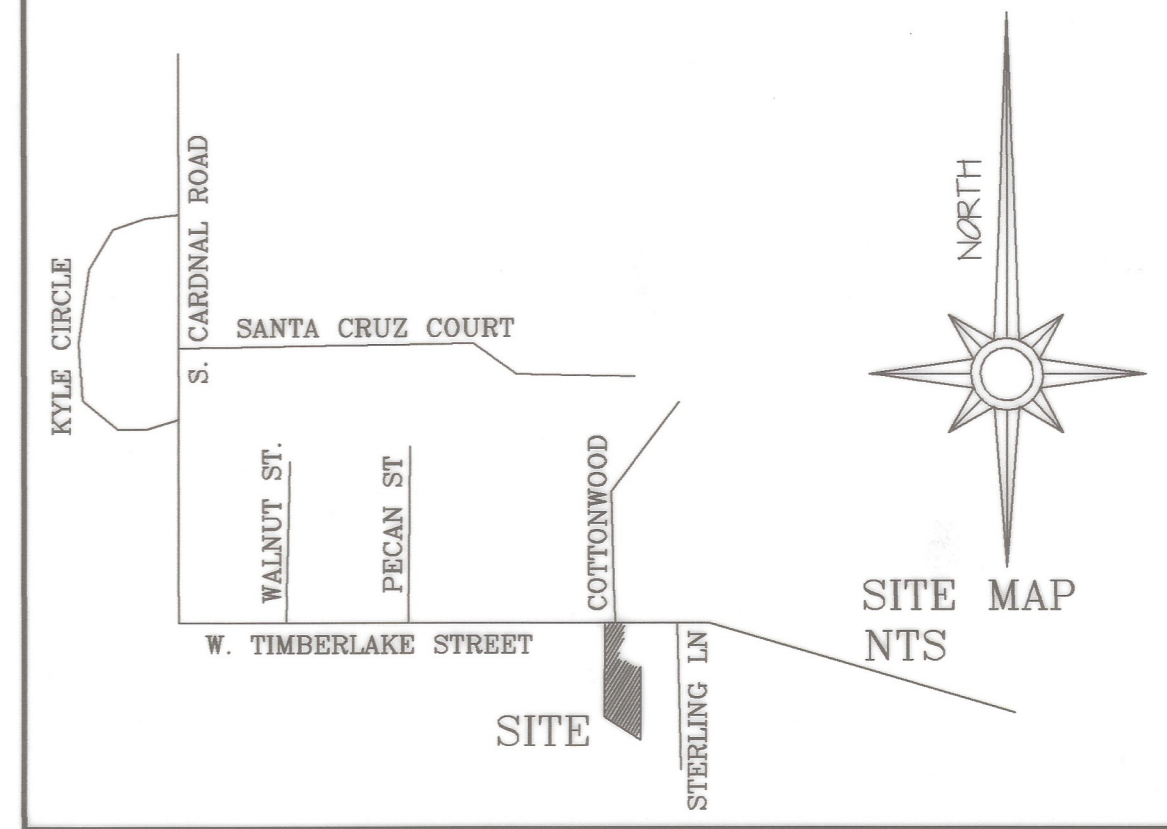 S. CARDNAL ROAD
NORTH
KYLE CIRCLE
SANTA CRUZ COURT
WALNUT ST.
PECAN ST
COTTONWOOD
SITE MAP
NTS
W. TIMBERLAKE STREET
STERLING LN
SITE